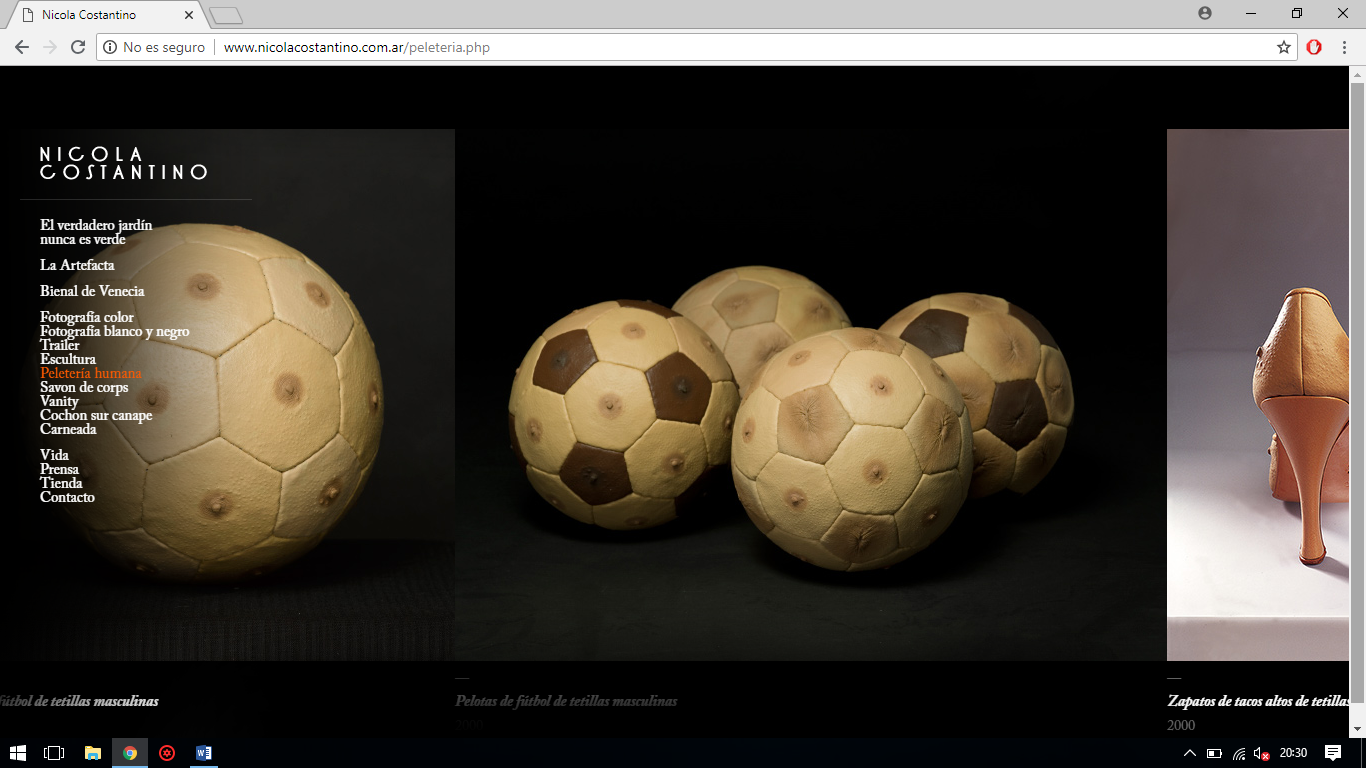 Nicola Costantino
No es seguro
www.nicolacostantino.com.ar/peleteria.php
NICOLA
COSTANTINO
El verdadero jardín
nunca es verde
La Artefacta
Bienal de Venecia
Fotografía color
Fotografía blanco y negro
Trailer
Escultura
Peletería humana
Savon de corps
Vanity
Cochon sur canape
Carneada
Vida
Prensa
Tienda
Contacto
fútbol de tetillas masculinas
Pelotas de fútbol de tetillas masculinas
2000
Zapatos de tacos altos de tetillas
2000
20:30